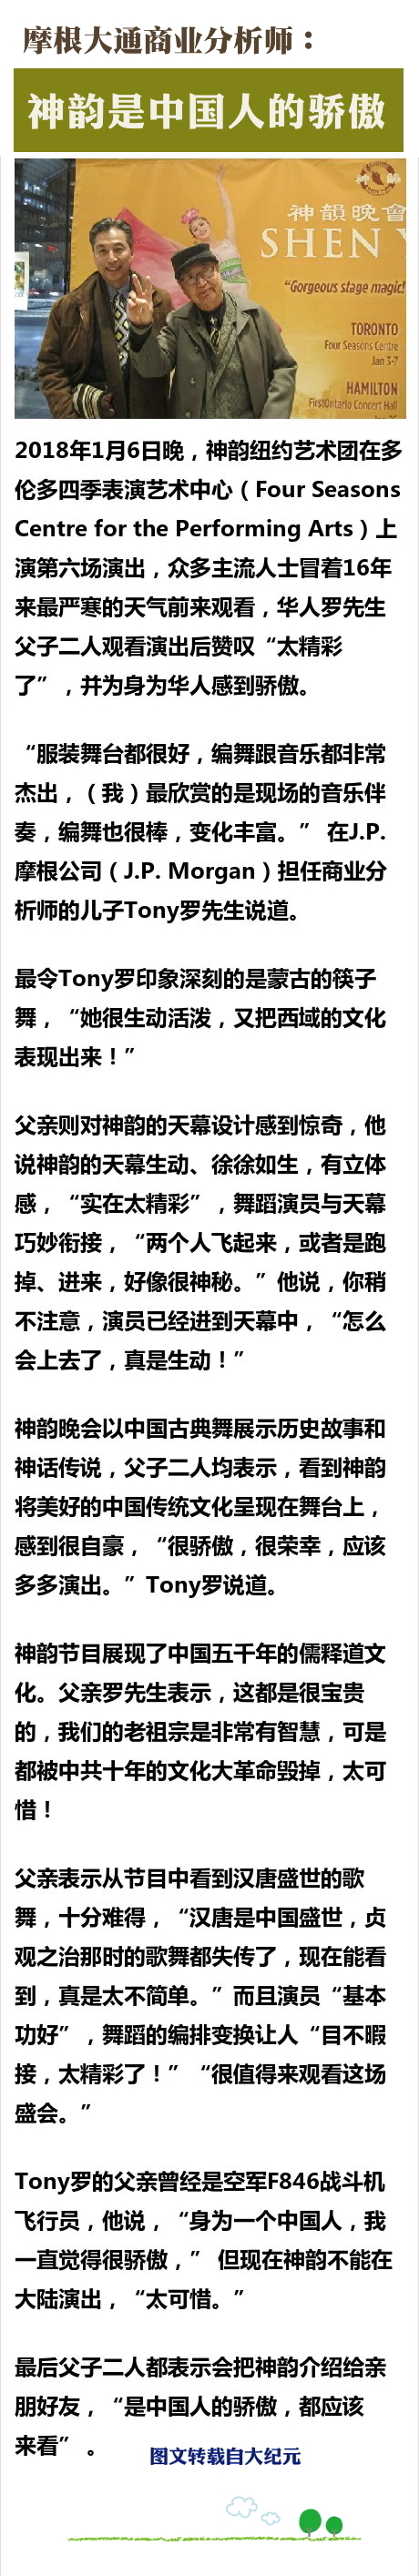 摩根大通商业分析师：
神韵是中国人的骄傲
神韻
神韻晚會
SHEN Y
"Gorgeous stage magic!
TORONTO
Four Seasons Centre
Jan 3-7
HAMILTON
FirstOntario Concert Hall
2018年1月6日晚，神韵纽约艺术团在多
伦多四季表演艺术中心（Four Seasons
Centre for the Performing Arts）上
演第六场演出，众多主流人士冒着16年
来最严寒的天气前来观看，华人罗先生
父子二人观看演出后赞叹“太精彩
了”，并为身为华人感到骄傲。
“服装舞台都很好，编舞跟音乐都非常
杰出，（我）最欣赏的是现场的音乐伴
奏，编舞也很棒，变化丰富。” 在J.P.
摩根公司（J.P. Morgan）担任商业分
析师的儿子Tony罗先生说道。
最令Tony罗印象深刻的是蒙古的筷子
舞，“她很生动活泼，又把西域的文化
表现出来！”
父亲则对神韵的天幕设计感到惊奇，他
说神韵的天幕生动、徐徐如生，有立体
感，“实在太精彩”，舞蹈演员与天幕
巧妙衔接，“两个人飞起来，或者是跑
掉、进来，好像很神秘。”他说，你稍
不注意，演员已经进到天幕中，“怎么
会上去了，真是生动！”
神韵晚会以中国古典舞展示历史故事和
神话传说，父子二人均表示，看到神韵
将美好的中国传统文化呈现在舞台上，
感到很自豪，“很骄傲，很荣幸，应该
多多演出。”Tony罗说道。
神韵节目展现了中国五千年的儒释道文
化。父亲罗先生表示，这都是很宝贵
的，我们的老祖宗是非常有智慧，可是
都被中共十年的文化大革命毁掉，太可
惜！
父亲表示从节目中看到汉唐盛世的歌
舞，十分难得，“汉唐是中国盛世，贞
观之治那时的歌舞都失传了，现在能看
到，真是太不简单。”而且演员“基本
功好”，舞蹈的编排变换让人“目不暇
接，太精彩了！”“很值得来观看这场
盛会。”
Tony罗的父亲曾经是空军F846战斗机
飞行员，他说，“身为一个中国人，我
一直觉得很骄傲，” 但现在神韵不能在
大陆演出，“太可惜。”
最后父子二人都表示会把神韵介绍给亲
朋好友，“是中国人的骄傲，都应该
来看”。
图文转载自大纪元